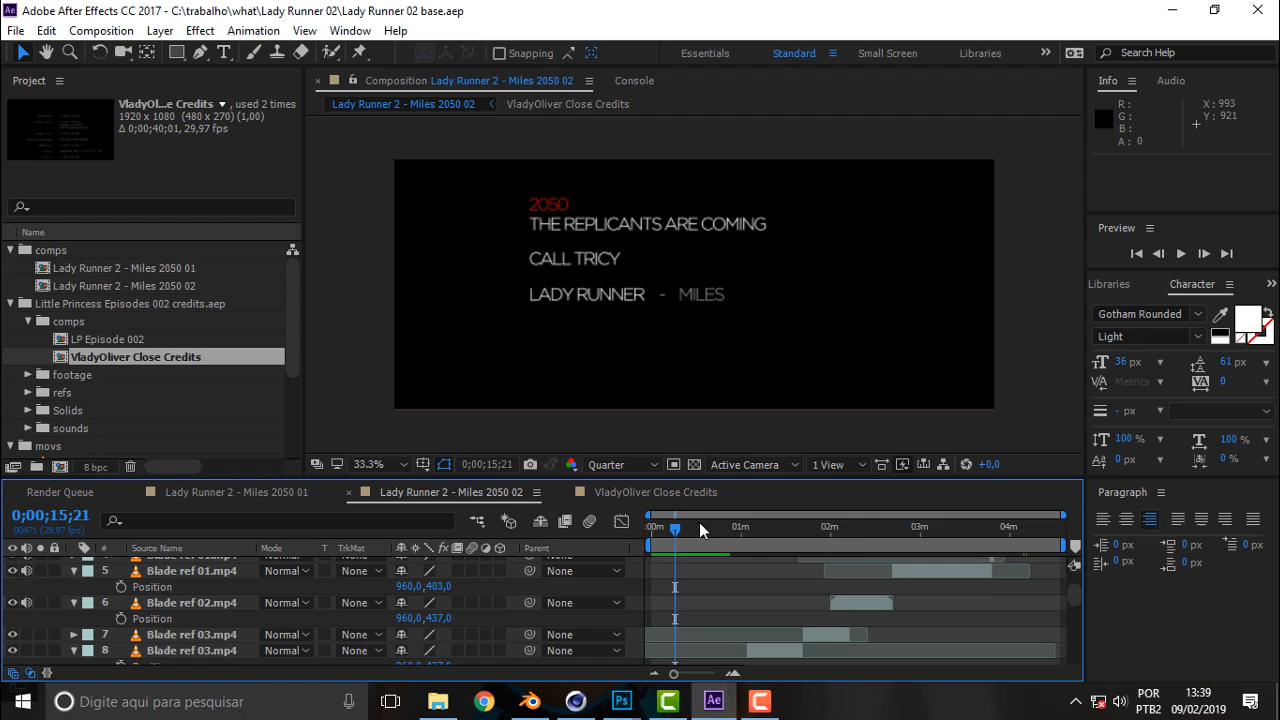 Adobe After Effects CC 2017 - C:\trabalho\what\Lady Runner 02\Lady Runner 02 base.aep
File Edit Composition Layer Effect Animation View Window Help
Snapping Essentials Standard Small Screen Libraries Search Help
Project
Composition Lady Runner 2 - Miles 2050 02 Console
Info Audio
VladyOl...e Credits , used 2 times
1920 x 1080 (480 x 270) (1,00)
Δ 0;00;40;01, 29,97 fps
Lady Runner 2 - Miles 2050 02 VladyOliver Close Credits
R: X: 993
G: Y: 921
B:
A: 0
2050
THE REPLICANTS ARE COMING
CALL TRICY
LADY RUNNER - MILES
Name
comps
Lady Runner 2 - Miles 2050 01
Lady Runner 2 - Miles 2050 02
Little Princess Episodes 002 credits.aep
comps
LP Episode 002
VladyOliver Close Credits
footage
refs
Solids
sounds
movs
8 bpc
Preview
Libraries Character
Gotham Rounded
Light
36 px 61 px
Metrics 0
- px
100 % 100 %
0 px 0 %
33.3% 0;00;15;21 Quarter Active Camera 1 View +0,0
Render Queue Lady Runner 2 - Miles 2050 01 Lady Runner 2 - Miles 2050 02 VladyOliver Close Credits
Paragraph
0 px 0 px 0 px
0 px 0 px
0;00;15;21
00471 (29.97 fps)
:00m 01m 02m 03m 04m
# Source Name Mode T TrkMat Parent
5 Blade ref 01.mp4 Normal None None
Position 960,0,403,0
6 Blade ref 02.mp4 Normal None None
Position 960,0,437,0
7 Blade ref 03.mp4 Normal None None
8 Blade ref 03.mp4 Normal None None
Digite aqui para pesquisar
POR
PTB2
13:39
09/02/2019